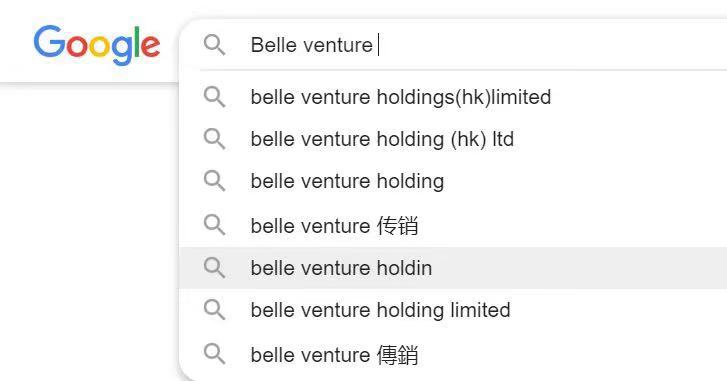 Google
Belle venture
belle venture holdings(hk)limited
belle venture holding (hk) ltd
belle venture holding
belle venture 传销
belle venture holdin
belle venture holding limited
belle venture 傳銷